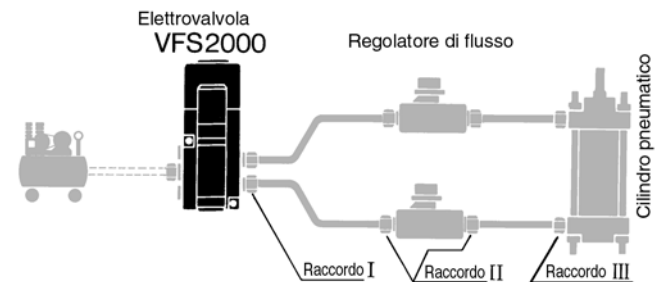 Elettrovalvola
VFS2000
Regolatore di flusso
Cilindro pneumatico
Raccordo I
Raccordo II
Raccordo III